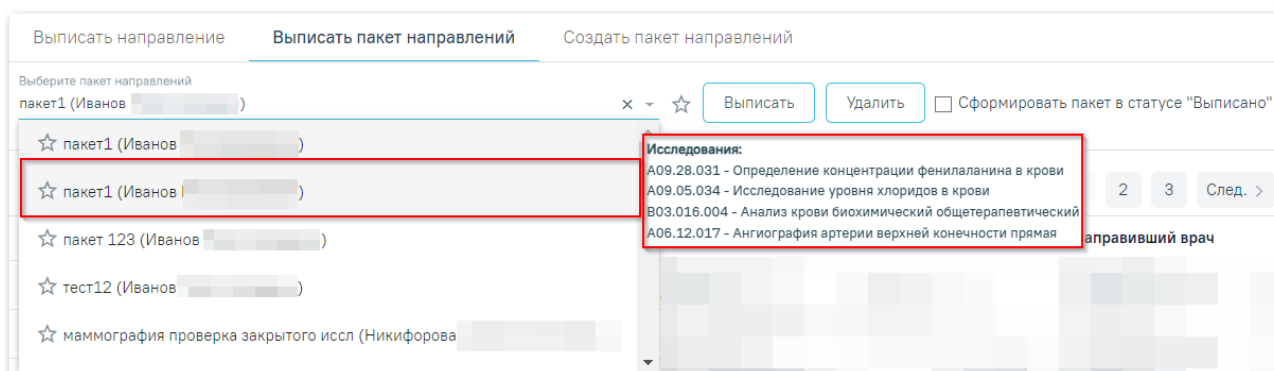 Выписать направление Выписать пакет направлений Создать пакет направлений
Выберите пакет направлений
пакет1 (Иванов )
Выписать Удалить Сформировать пакет в статусе "Выписано"
пакет1 (Иванов )
пакет1 (Иванов )
пакет 123 (Иванов )
тест12 (Иванов )
маммография проверка закрытого иссл (Никифорова
Исследования:
A09.28.031 - Определение концентрации фенилаланина в крови
A09.05.034 - Исследование уровня хлоридов в крови
B03.016.004 - Анализ крови биохимический общетерапевтический
A06.12.017 - Ангиография артерии верхней конечности прямая
2 3 След. >
аправивший врач